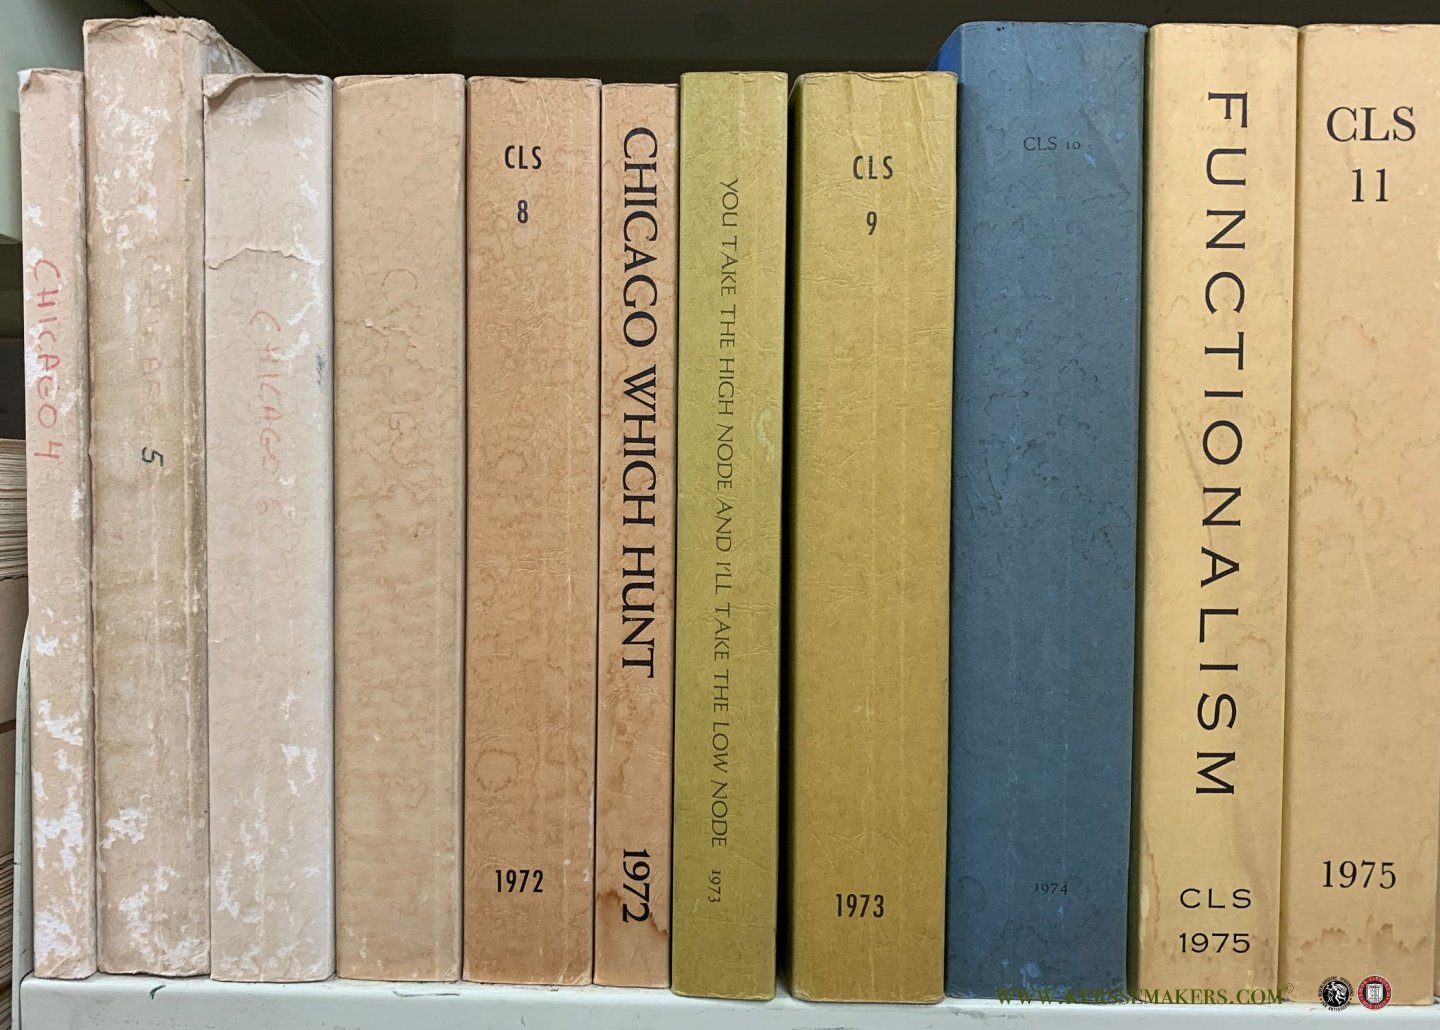 CHICAGO 4
5
CHICAGO 6
CLS
8
1972
CHICAGO WHICH HUNT 1972
YOU TAKE THE HIGH NODE AND I'LL TAKE THE LOW NODE 1973
CLS
9
1973
CLS 10
1974
FUNCTIONALISM
CLS
1975
CLS
11
1975
WWW.KERSSEMAKERS.COM©